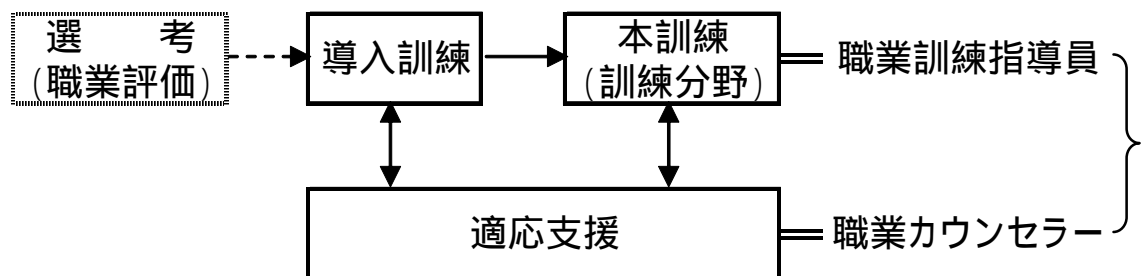 選 考
(職業評価)
導入訓練
本訓練
(訓練分野)
職業訓練指導員
適応支援
職業カウンセラー